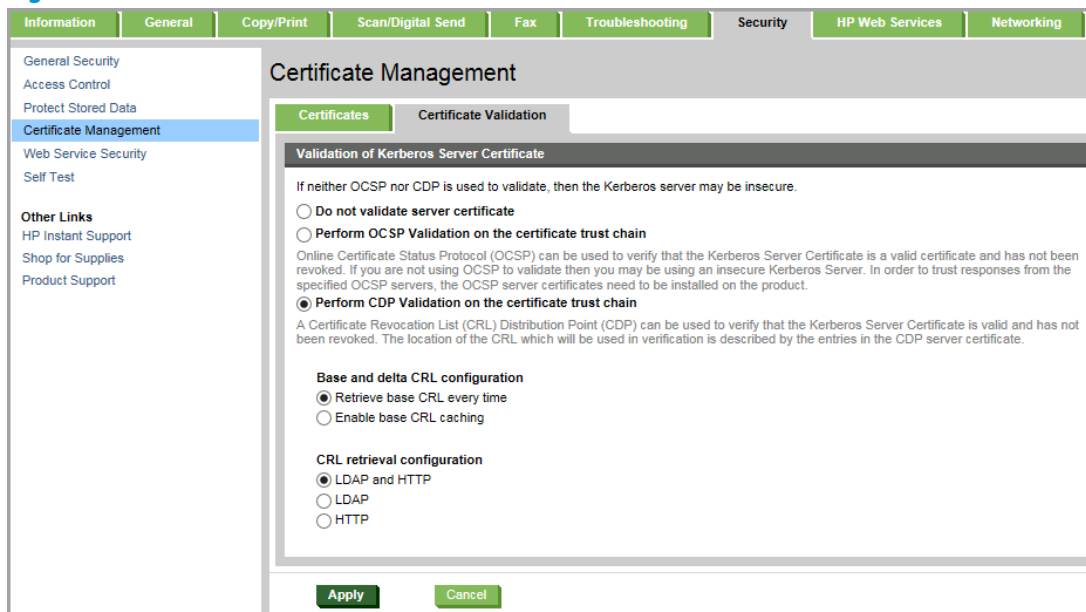 Information General Copy/Print Scan/Digital Send Fax Troubleshooting Security HP Web Services Networking
General Security
Access Control
Protect Stored Data
Certificate Management
Web Service Security
Self Test
Other Links
HP Instant Support
Shop for Supplies
Product Support
Certificate Management
Certificates Certificate Validation
Validation of Kerberos Server Certificate
If neither OCSP nor CDP is used to validate, then the Kerberos server may be insecure.
Do not validate server certificate
Perform OCSP Validation on the certificate trust chain
Online Certificate Status Protocol (OCSP) can be used to verify that the Kerberos Server Certificate is a valid certificate and has not been
revoked. If you are not using OCSP to validate then you may be using an insecure Kerberos Server. In order to trust responses from the
specified OCSP servers, the OCSP server certificates need to be installed on the product.
Perform CDP Validation on the certificate trust chain
A Certificate Revocation List (CRL) Distribution Point (CDP) can be used to verify that the Kerberos Server Certificate is valid and has not
been revoked. The location of the CRL which will be used in verification is described by the entries in the CDP server certificate.
Base and delta CRL configuration
Retrieve base CRL every time
Enable base CRL caching
CRL retrieval configuration
LDAP and HTTP
LDAP
HTTP
Apply Cancel